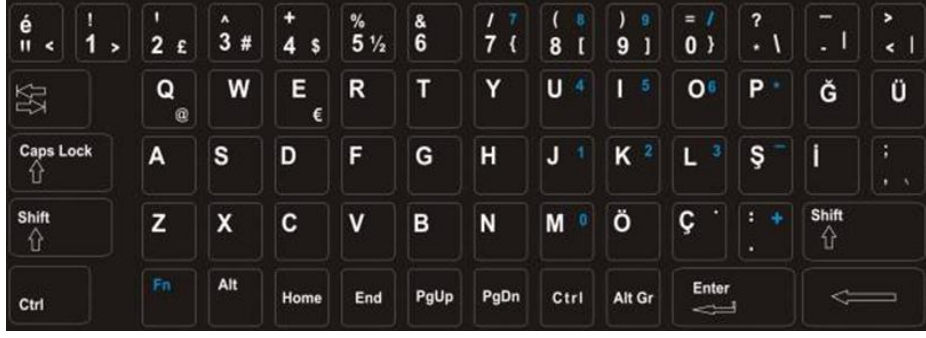 é " <
! 1 >
' 2 £
^ 3 #
+ 4 $
% 5 ½
& 6
/ 7 7 {
( 8 8 [
) 9 9 ]
= / 0 }
? * \
_ - |
> < |
Q @
W
E €
R
T
Y
U 4
I 5
O 6
P *
Ğ
Ü
Caps Lock
A
S
D
F
G
H
J 1
K 2
L 3
Ş -
İ
; , `
Shift
Z
X
C
V
B
N
M 0
Ö
Ç ˙
: + .
Shift
Ctrl
Fn
Alt
Home
End
PgUp
PgDn
Ctrl
Alt Gr
Enter